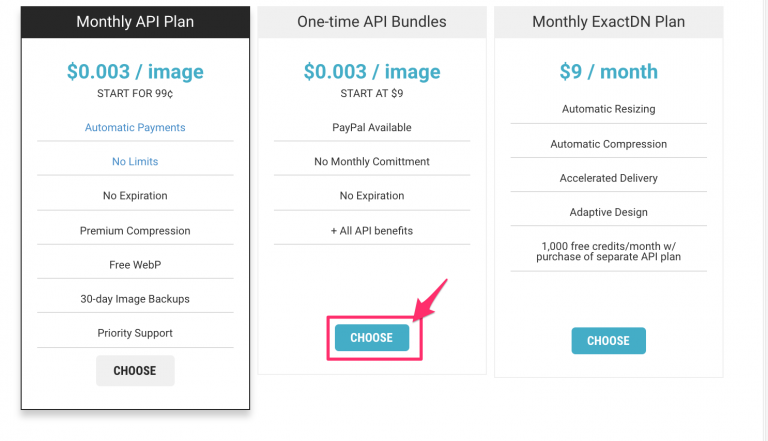 Monthly API Plan
$0.003 / image
START FOR 99¢
Automatic Payments
No Limits
No Expiration
Premium Compression
Free WebP
30-day Image Backups
Priority Support
CHOOSE
One-time API Bundles
$0.003 / image
START AT $9
PayPal Available
No Monthly Comittment
No Expiration
+ All API benefits
CHOOSE
Monthly ExactDN Plan
$9 / month
Automatic Resizing
Automatic Compression
Accelerated Delivery
Adaptive Design
1,000 free credits/month w/
purchase of separate API plan
CHOOSE